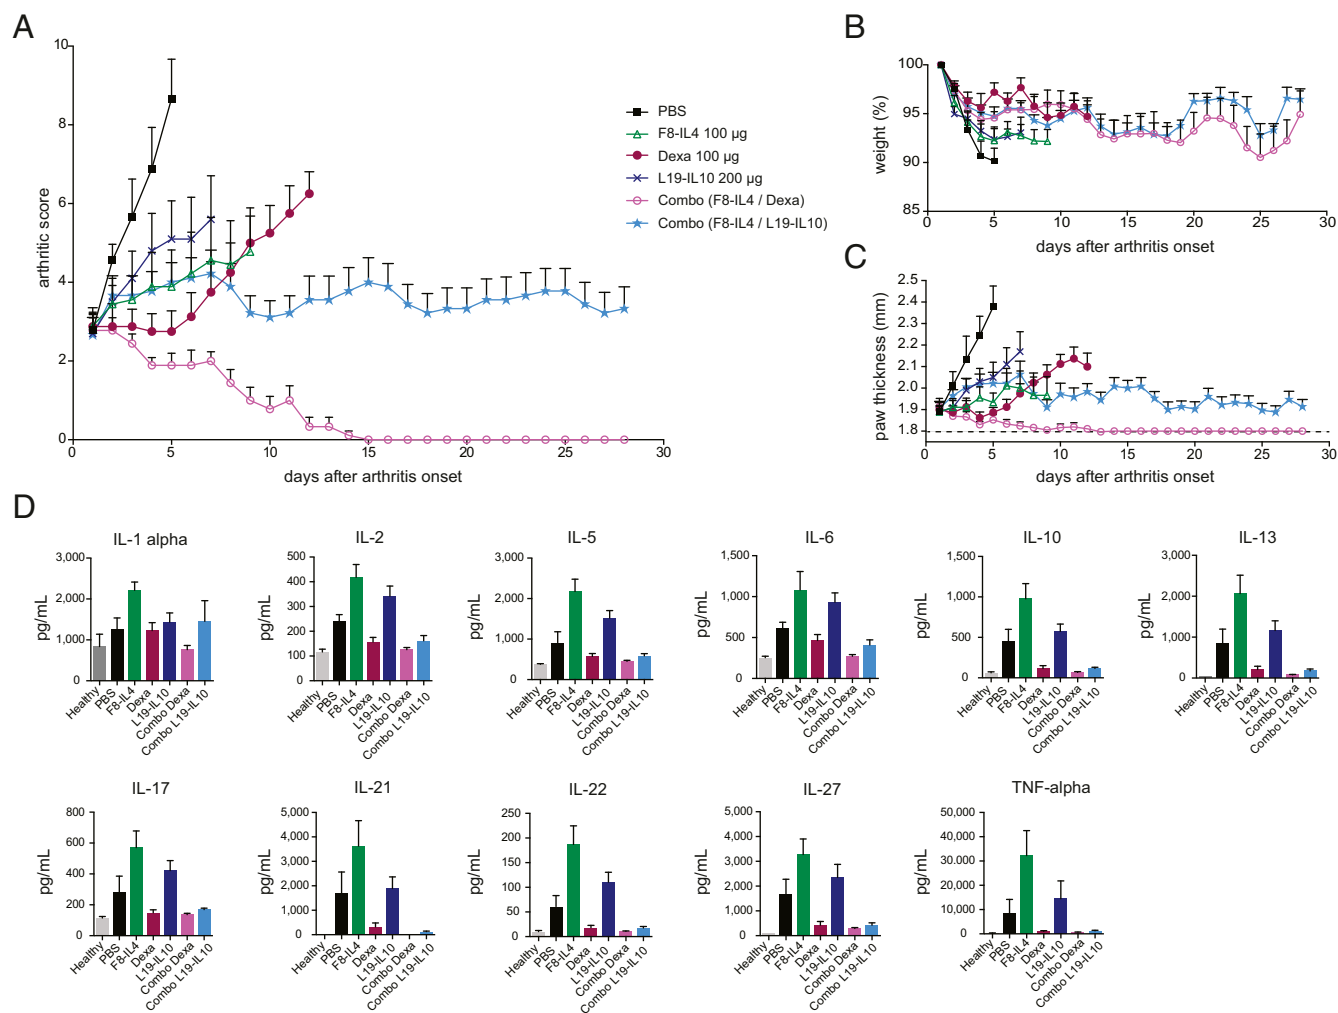 A
10
8
6
4
2
0
arthritic score
0
5
10
15
20
25
30
days after arthritis onset
PBS
F8-IL4 100 µg
Dexa 100 µg
L19-IL10 200 µg
Combo (F8-IL4 / Dexa)
Combo (F8-IL4 / L19-IL10)
B
100
95
90
85
weight (%)
0
5
10
15
20
25
30
days after arthritis onset
C
2.5
2.4
2.3
2.2
2.1
2.0
1.9
1.8
paw thickness (mm)
0
5
10
15
20
25
30
days after arthritis onset
D
IL-1 alpha
3,000
2,000
1,000
0
pg/mL
Healthy
PBS
F8-IL4
Dexa
L19-IL10
Combo Dexa
Combo L19-IL10
IL-2
500
400
300
200
100
0
pg/mL
Healthy
PBS
F8-IL4
Dexa
L19-IL10
Combo Dexa
Combo L19-IL10
IL-5
3,000
2,000
1,000
0
pg/mL
Healthy
PBS
F8-IL4
Dexa
L19-IL10
Combo Dexa
Combo L19-IL10
IL-6
1,500
1,000
500
0
pg/mL
Healthy
PBS
F8-IL4
Dexa
L19-IL10
Combo Dexa
Combo L19-IL10
IL-10
1,500
1,000
500
0
pg/mL
Healthy
PBS
F8-IL4
Dexa
L19-IL10
Combo Dexa
Combo L19-IL10
IL-13
3,000
2,000
1,000
0
pg/mL
Healthy
PBS
F8-IL4
Dexa
L19-IL10
Combo Dexa
Combo L19-IL10
IL-17
800
600
400
200
0
pg/mL
Healthy
PBS
F8-IL4
Dexa
L19-IL10
Combo Dexa
Combo L19-IL10
IL-21
5,000
4,000
3,000
2,000
1,000
0
pg/mL
Healthy
PBS
F8-IL4
Dexa
L19-IL10
Combo Dexa
Combo L19-IL10
IL-22
250
200
150
100
50
0
pg/mL
Healthy
PBS
F8-IL4
Dexa
L19-IL10
Combo Dexa
Combo L19-IL10
IL-27
5,000
4,000
3,000
2,000
1,000
0
pg/mL
Healthy
PBS
F8-IL4
Dexa
L19-IL10
Combo Dexa
Combo L19-IL10
TNF-alpha
50,000
40,000
30,000
20,000
10,000
0
pg/mL
Healthy
PBS
F8-IL4
Dexa
L19-IL10
Combo Dexa
Combo L19-IL10